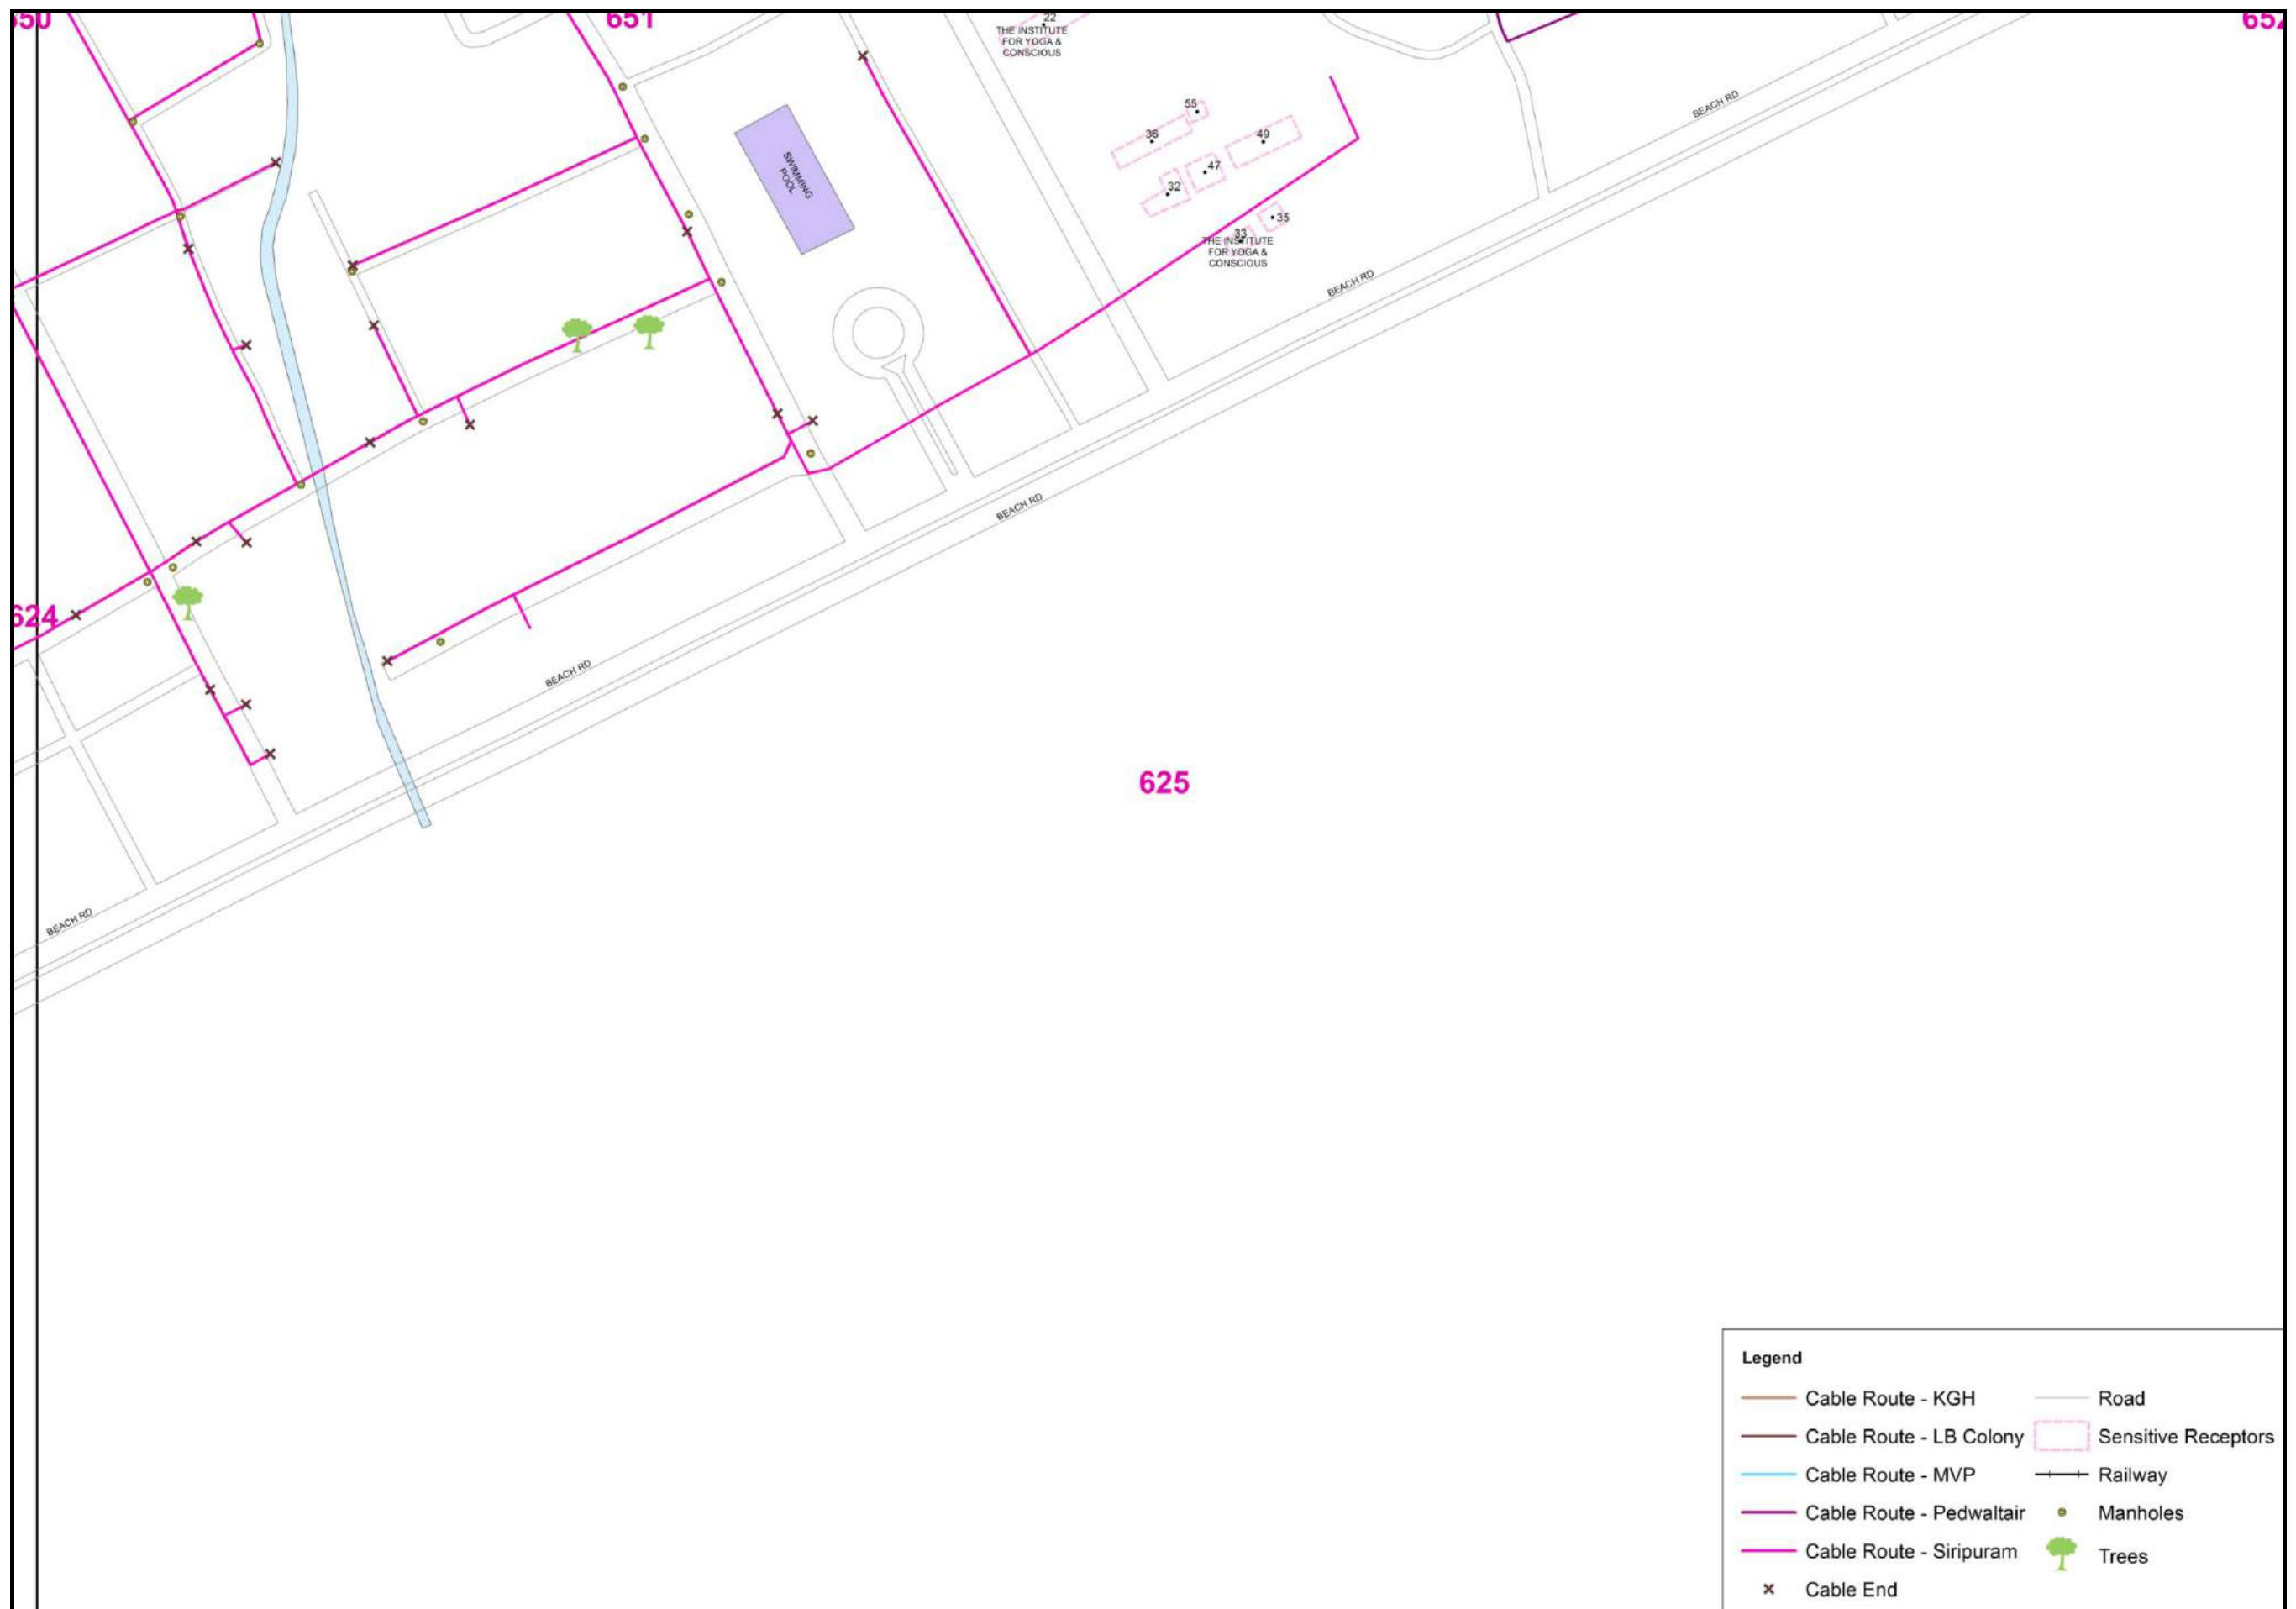 650
651
652
22
THE INSTITUTE
FOR YOGA &
CONSCIOUS
55
36
49
47
32
35
33
THE INSTITUTE
FOR YOGA &
CONSCIOUS
SWIMMING
POOL
BEACH RD
BEACH RD
BEACH RD
BEACH RD
BEACH RD
624
625
Legend
Cable Route - KGH
Cable Route - LB Colony
Cable Route - MVP
Cable Route - Pedwaltair
Cable Route - Siripuram
Cable End
Road
Sensitive Receptors
Railway
Manholes
Trees